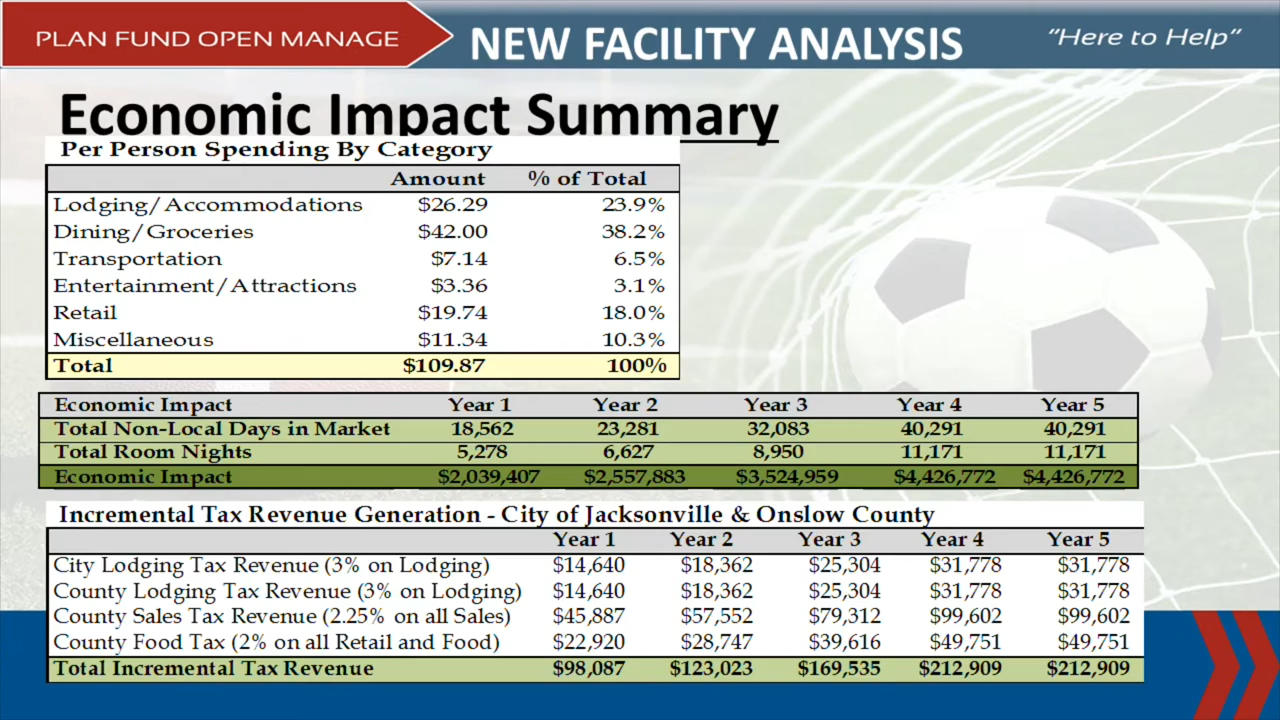 PLAN FUND OPEN MANAGE
NEW FACILITY ANALYSIS
"Here to Help"
Economic Impact Summary
Per Person Spending By Category
Amount % of Total
Lodging/Accommodations $26.29 23.9%
Dining/Groceries $42.00 38.2%
Transportation $7.14 6.5%
Entertainment/Attractions $3.36 3.1%
Retail $19.74 18.0%
Miscellaneous $11.34 10.3%
Total $109.87 100%
Economic Impact Year 1 Year 2 Year 3 Year 4 Year 5
Total Non-Local Days in Market 18,562 23,281 32,083 40,291 40,291
Total Room Nights 5,278 6,627 8,950 11,171 11,171
Economic Impact $2,039,407 $2,557,883 $3,524,959 $4,426,772 $4,426,772
Incremental Tax Revenue Generation - City of Jacksonville & Onslow County
Year 1 Year 2 Year 3 Year 4 Year 5
City Lodging Tax Revenue (3% on Lodging) $14,640 $18,362 $25,304 $31,778 $31,778
County Lodging Tax Revenue (3% on Lodging) $14,640 $18,362 $25,304 $31,778 $31,778
County Sales Tax Revenue (2.25% on all Sales) $45,887 $57,552 $79,312 $99,602 $99,602
County Food Tax (2% on all Retail and Food) $22,920 $28,747 $39,616 $49,751 $49,751
Total Incremental Tax Revenue $98,087 $123,023 $169,535 $212,909 $212,909